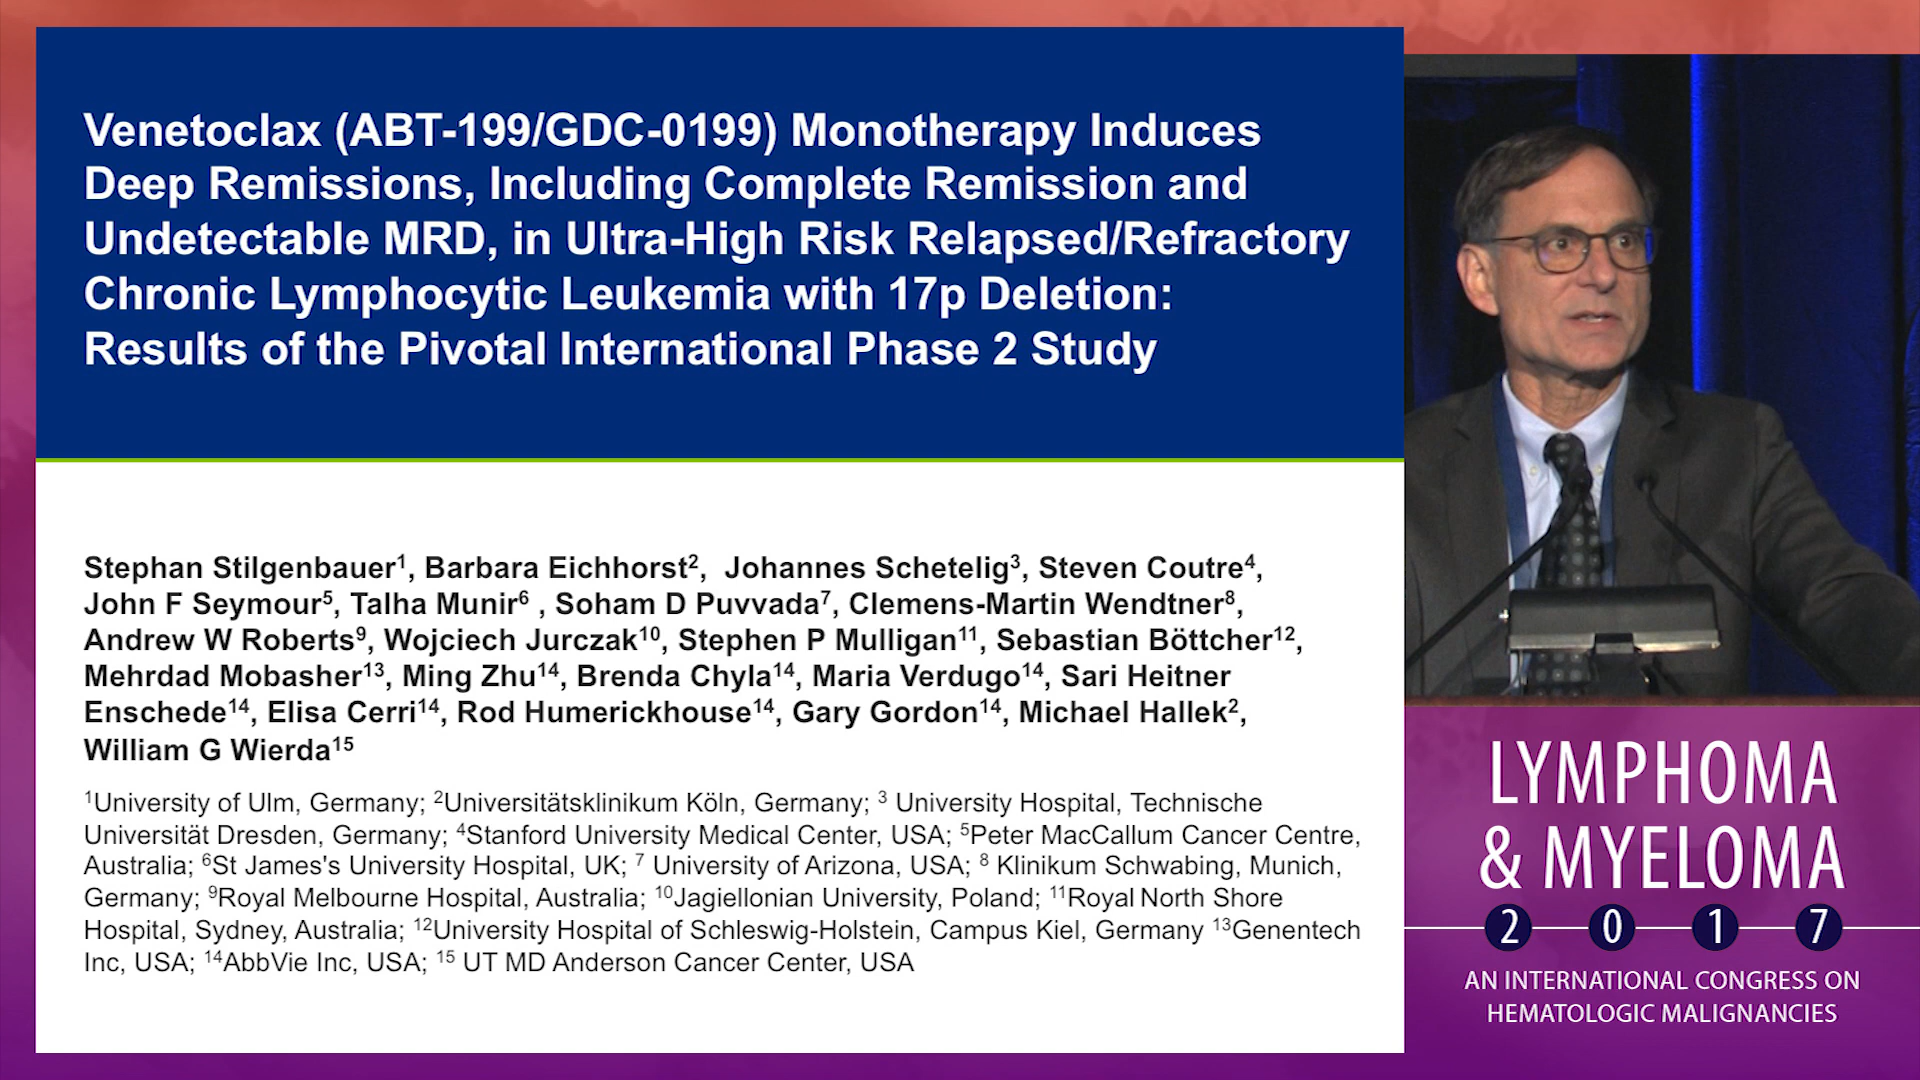 Venetoclax (ABT-199/GDC-0199) Monotherapy Induces
Deep Remissions, Including Complete Remission and
Undetectable MRD, in Ultra-High Risk Relapsed/Refractory
Chronic Lymphocytic Leukemia with 17p Deletion:
Results of the Pivotal International Phase 2 Study
Stephan Stilgenbauer¹, Barbara Eichhorst², Johannes Schetelig³, Steven Coutre⁴,
John F Seymour⁵, Talha Munir⁶ , Soham D Puvvada⁷, Clemens-Martin Wendtner⁸,
Andrew W Roberts⁹, Wojciech Jurczak¹⁰, Stephen P Mulligan¹¹, Sebastian Böttcher¹²,
Mehrdad Mobasher¹³, Ming Zhu¹⁴, Brenda Chyla¹⁴, Maria Verdugo¹⁴, Sari Heitner
Enschede¹⁴, Elisa Cerri¹⁴, Rod Humerickhouse¹⁴, Gary Gordon¹⁴, Michael Hallek²,
William G Wierda¹⁵
¹University of Ulm, Germany; ²Universitätsklinikum Köln, Germany; ³ University Hospital, Technische
Universität Dresden, Germany; ⁴Stanford University Medical Center, USA; ⁵Peter MacCallum Cancer Centre,
Australia; ⁶St James's University Hospital, UK; ⁷ University of Arizona, USA; ⁸ Klinikum Schwabing, Munich,
Germany; ⁹Royal Melbourne Hospital, Australia; ¹⁰Jagiellonian University, Poland; ¹¹Royal North Shore
Hospital, Sydney, Australia; ¹²University Hospital of Schleswig-Holstein, Campus Kiel, Germany ¹³Genentech
Inc, USA; ¹⁴AbbVie Inc, USA; ¹⁵ UT MD Anderson Cancer Center, USA
LYMPHOMA
& MYELOMA
2 0 1 7
AN INTERNATIONAL CONGRESS ON
HEMATOLOGIC MALIGNANCIES